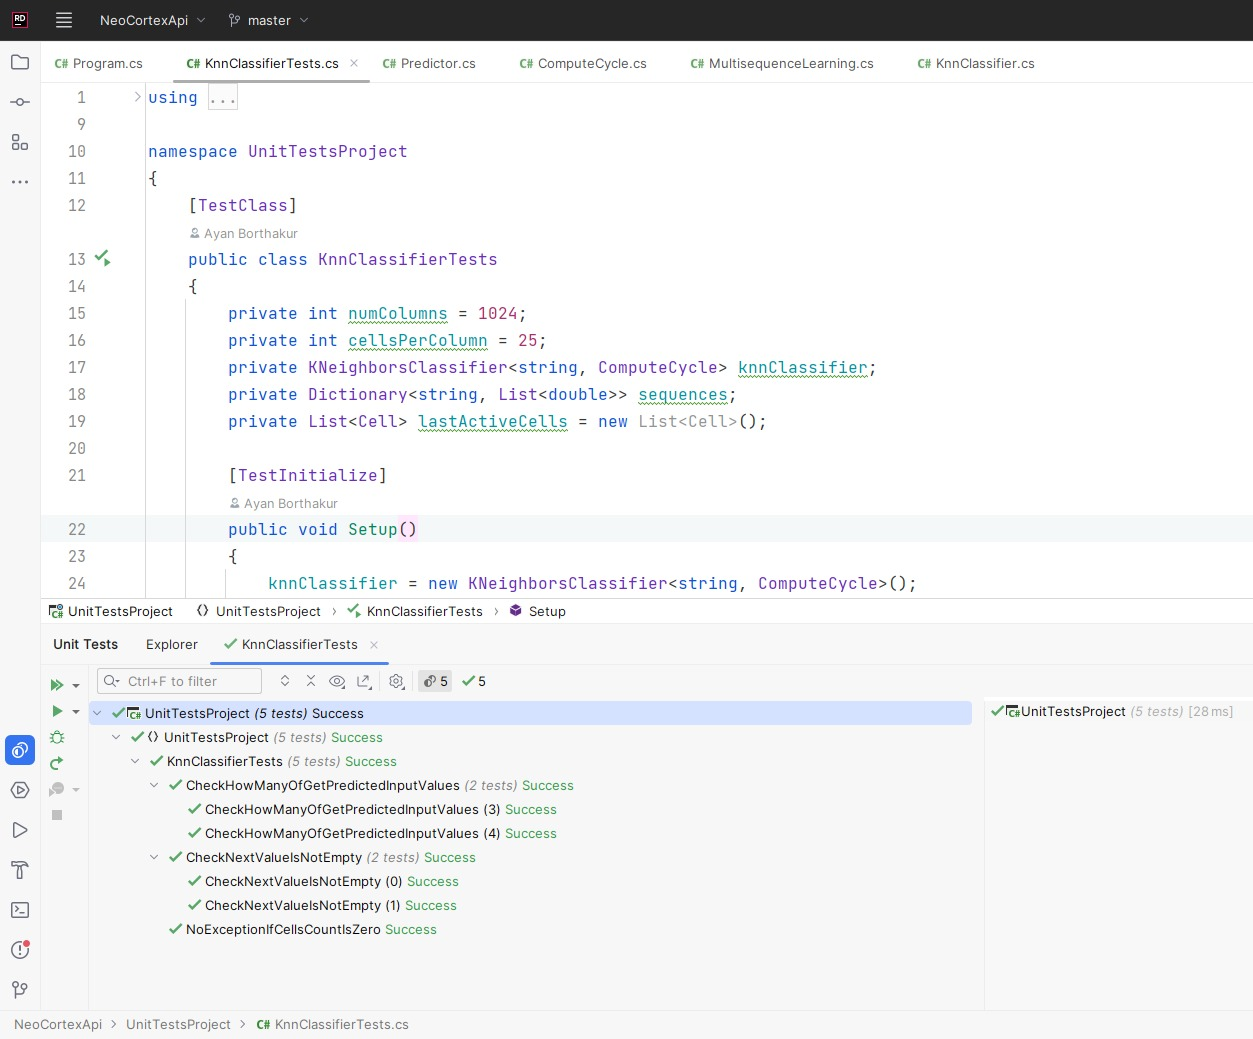 RD NeoCortexApi master
C# Program.cs C# KnnClassifierTests.cs C# Predictor.cs C# ComputeCycle.cs C# MultisequenceLearning.cs C# KnnClassifier.cs
1 using ...
9
10 namespace UnitTestsProject
11 {
12 [TestClass]
Ayan Borthakur
13 public class KnnClassifierTests
14 {
15 private int numColumns = 1024;
16 private int cellsPerColumn = 25;
17 private KNeighborsClassifier<string, ComputeCycle> knnClassifier;
18 private Dictionary<string, List<double>> sequences;
19 private List<Cell> lastActiveCells = new List<Cell>();
20
21 [TestInitialize]
Ayan Borthakur
22 public void Setup()
23 {
24 knnClassifier = new KNeighborsClassifier<string, ComputeCycle>();
C# UnitTestsProject () UnitTestsProject > KnnClassifierTests > Setup
Unit Tests Explorer KnnClassifierTests
Ctrl+F to filter 5 5
C# UnitTestsProject (5 tests) Success
C# UnitTestsProject (5 tests) [28 ms]
() UnitTestsProject (5 tests) Success
KnnClassifierTests (5 tests) Success
CheckHowManyOfGetPredictedInputValues (2 tests) Success
CheckHowManyOfGetPredictedInputValues (3) Success
CheckHowManyOfGetPredictedInputValues (4) Success
CheckNextValueIsNotEmpty (2 tests) Success
CheckNextValueIsNotEmpty (0) Success
CheckNextValueIsNotEmpty (1) Success
NoExceptionIfCellsCountIsZero Success
NeoCortexApi > UnitTestsProject > C# KnnClassifierTests.cs